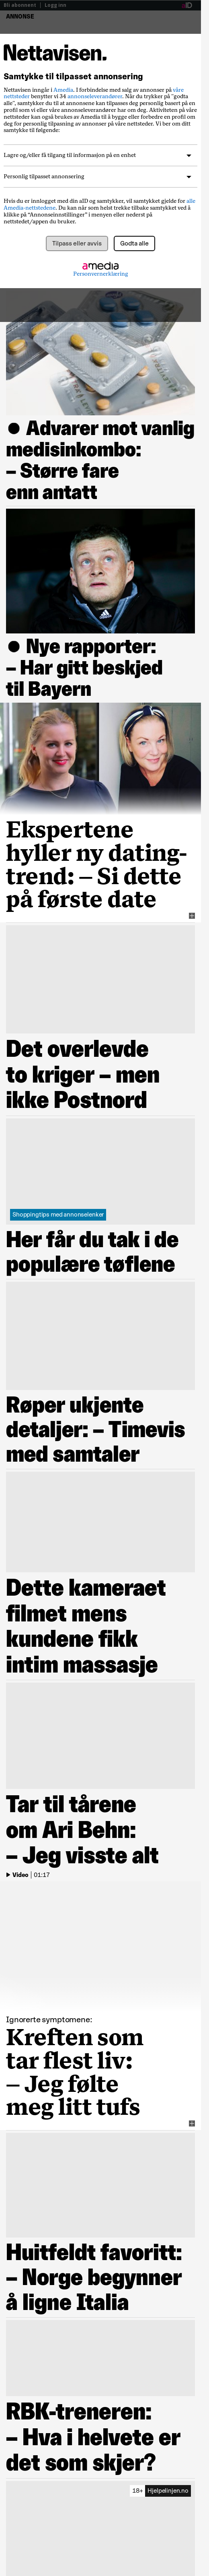 Bli abonnent | Logg inn
aID
ANNONSE
Nettavisen.
Samtykke til tilpasset annonsering
Nettavisen inngår i Amedia. I forbindelse med salg av annonser på våre
nettsteder benytter vi 34 annonseleverandører. Når du trykker på "godta
alle", samtykker du til at annonsene kan tilpasses deg personlig basert på en
profil vi og de eksterne annonseleverandørene har om deg. Aktiviteten på våre
nettsteder kan også brukes av Amedia til å bygge eller forbedre en profil om
deg for personlig tilpasning av annonser på våre nettsteder. Vi ber om ditt
samtykke til følgende:
Lagre og/eller få tilgang til informasjon på en enhet
Personlig tilpasset annonsering
Hvis du er innlogget med din aID og samtykker, vil samtykket gjelde for alle
Amedia-nettstedene. Du kan når som helst trekke tilbake samtykket ved å
klikke på “Annonseinnstillinger” i menyen eller nederst på
nettstedet/appen du bruker.
Tilpass eller avvis
Godta alle
amedia
Personvernerklæring
● Advarer mot vanlig
medisinkombo:
– Større fare
enn antatt
● Nye rapporter:
– Har gitt beskjed
til Bayern
Ekspertene
hyller ny dating-
trend: – Si dette
på første date
Det overlevde
to kriger – men
ikke Postnord
Shoppingtips med annonselenker
Her får du tak i de
populære tøflene
Røper ukjente
detaljer: – Timevis
med samtaler
Dette kameraet
filmet mens
kundene fikk
intim massasje
Tar til tårene
om Ari Behn:
– Jeg visste alt
Video | 01:17
Ignorerte symptomene:
Kreften som
tar flest liv:
– Jeg følte
meg litt tufs
Huitfeldt favoritt:
– Norge begynner
å ligne Italia
RBK-treneren:
– Hva i helvete er
det som skjer?
18+ Hjelpelinjen.no